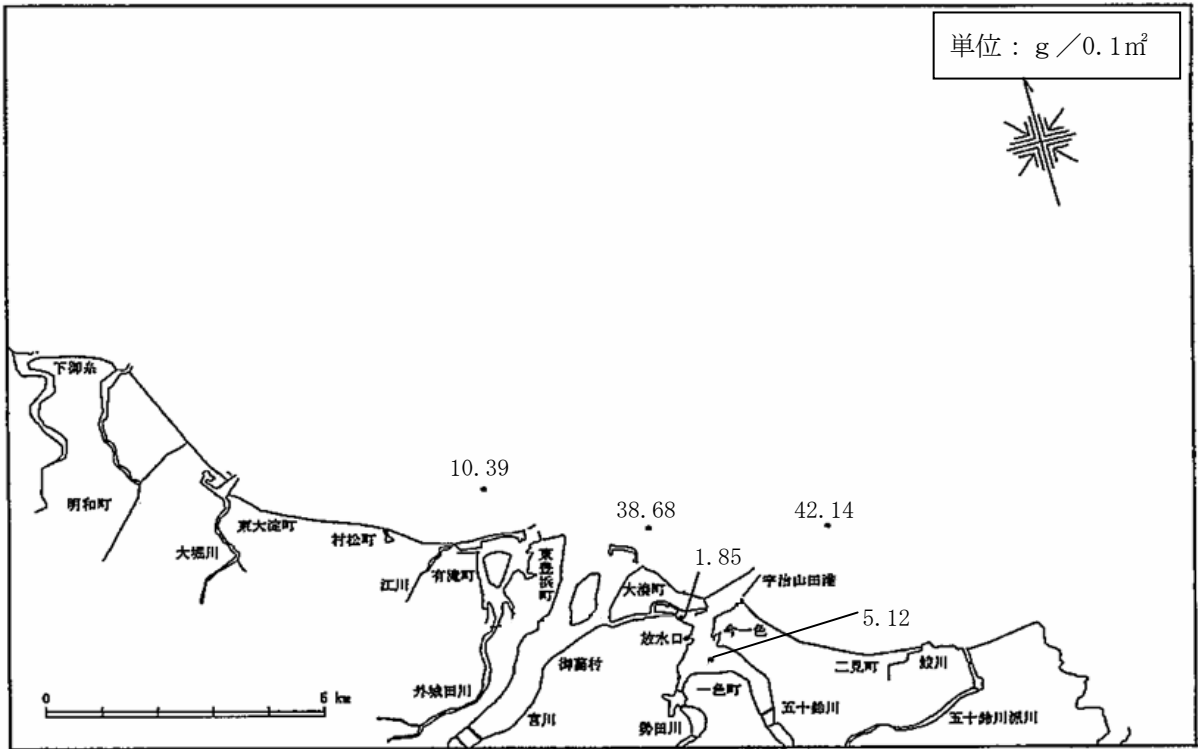 単位：g／0.1㎡
下御糸
10.39
明和町
38.68
42.14
東大淀町
村松町
大堀川
江川
有滝町
東豊浜町
大湊町
1.85
宇治山田港
5.12
放水口
今一色
御薗村
二見町
鮫川
外城田川
宮川
一色町
勢田川
五十鈴川
五十鈴川派川
0
6 km